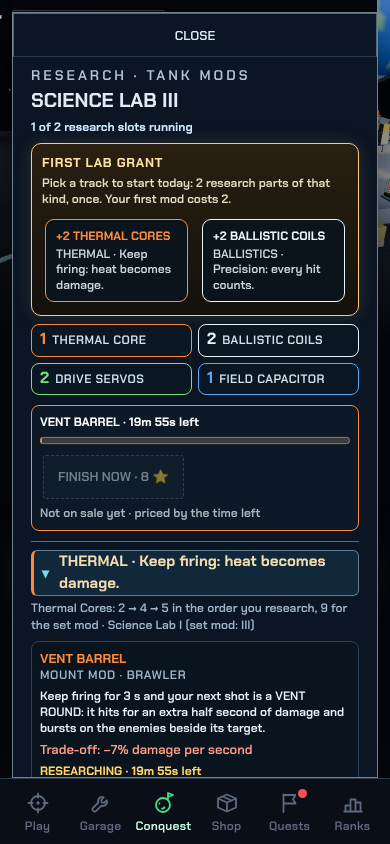 CLOSE
RESEARCH · TANK MODS
SCIENCE LAB III
1 of 2 research slots running
FIRST LAB GRANT
Pick a track to start today: 2 research parts of that
kind, once. Your first mod costs 2.
+2 THERMAL CORES
THERMAL · Keep
firing: heat becomes
damage.
+2 BALLISTIC COILS
BALLISTICS ·
Precision: every hit
counts.
1 THERMAL CORE
2 BALLISTIC COILS
2 DRIVE SERVOS
1 FIELD CAPACITOR
VENT BARREL · 19m 55s left
FINISH NOW · 8 ⭐
Not on sale yet · priced by the time left
▼ THERMAL · Keep firing: heat becomes
damage.
Thermal Cores: 2 → 4 → 5 in the order you research, 9 for
the set mod · Science Lab I (set mod: III)
VENT BARREL
MOUNT MOD · BRAWLER
Keep firing for 3 s and your next shot is a VENT
ROUND: it hits for an extra half second of damage and
bursts on the enemies beside its target.
Trade-off: −7% damage per second
RESEARCHING · 19m 55s left
Play
Garage
Conquest
Shop
Quests
Ranks